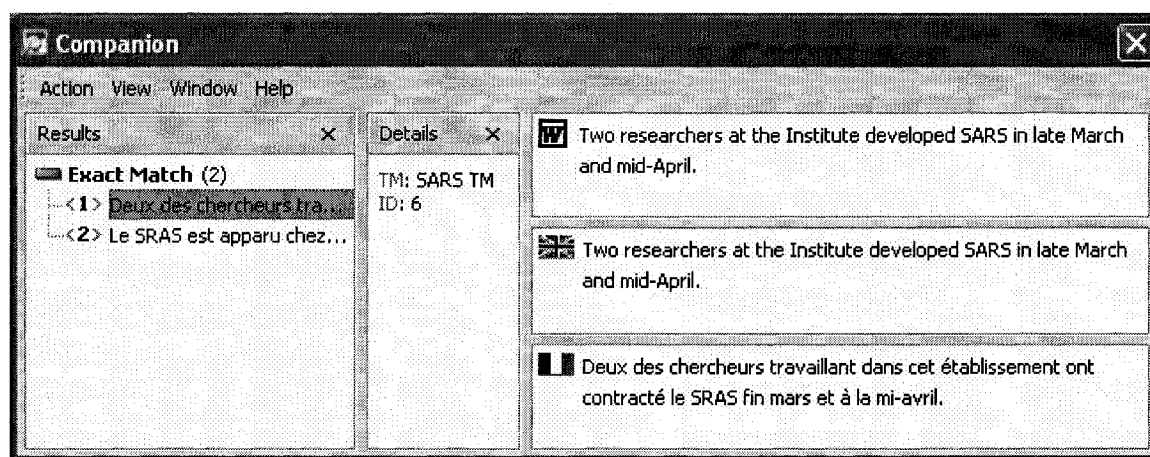 Companion
Action View Window Help
Results
Exact Match (2)
<1> Deux des chercheurs tra...
<2> Le SRAS est apparu chez...
Details
TM: SARS TM
ID: 6
W Two researchers at the Institute developed SARS in late March
and mid-April.
Two researchers at the Institute developed SARS in late March
and mid-April.
Deux des chercheurs travaillant dans cet établissement ont
contracté le SRAS fin mars et à la mi-avril.